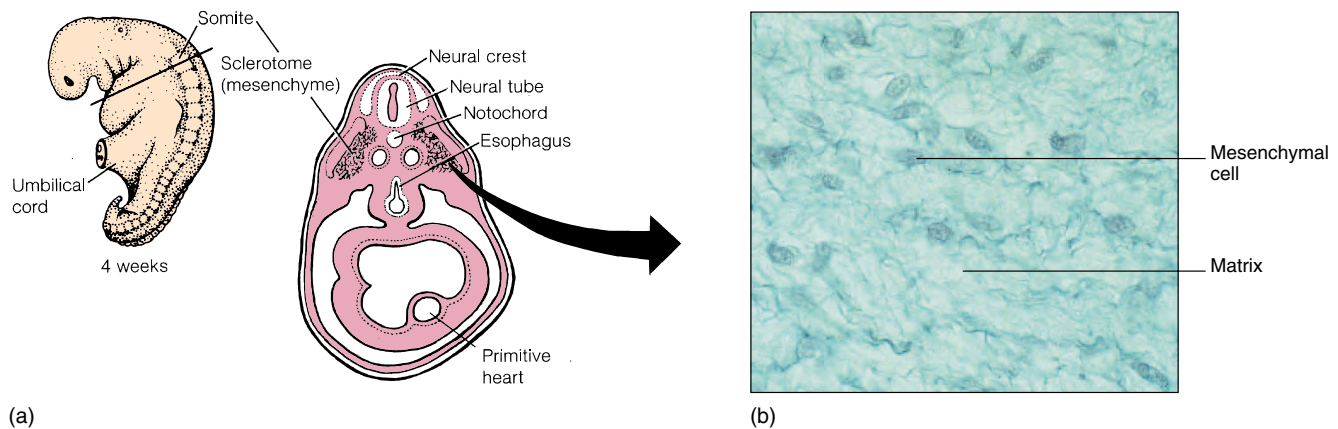 Somite
Sclerotome
(mesenchyme)
Neural crest
Neural tube
Notochord
Esophagus
Umbilical
cord
4 weeks
Primitive
heart
(a)
Mesenchymal
cell
Matrix
(b)